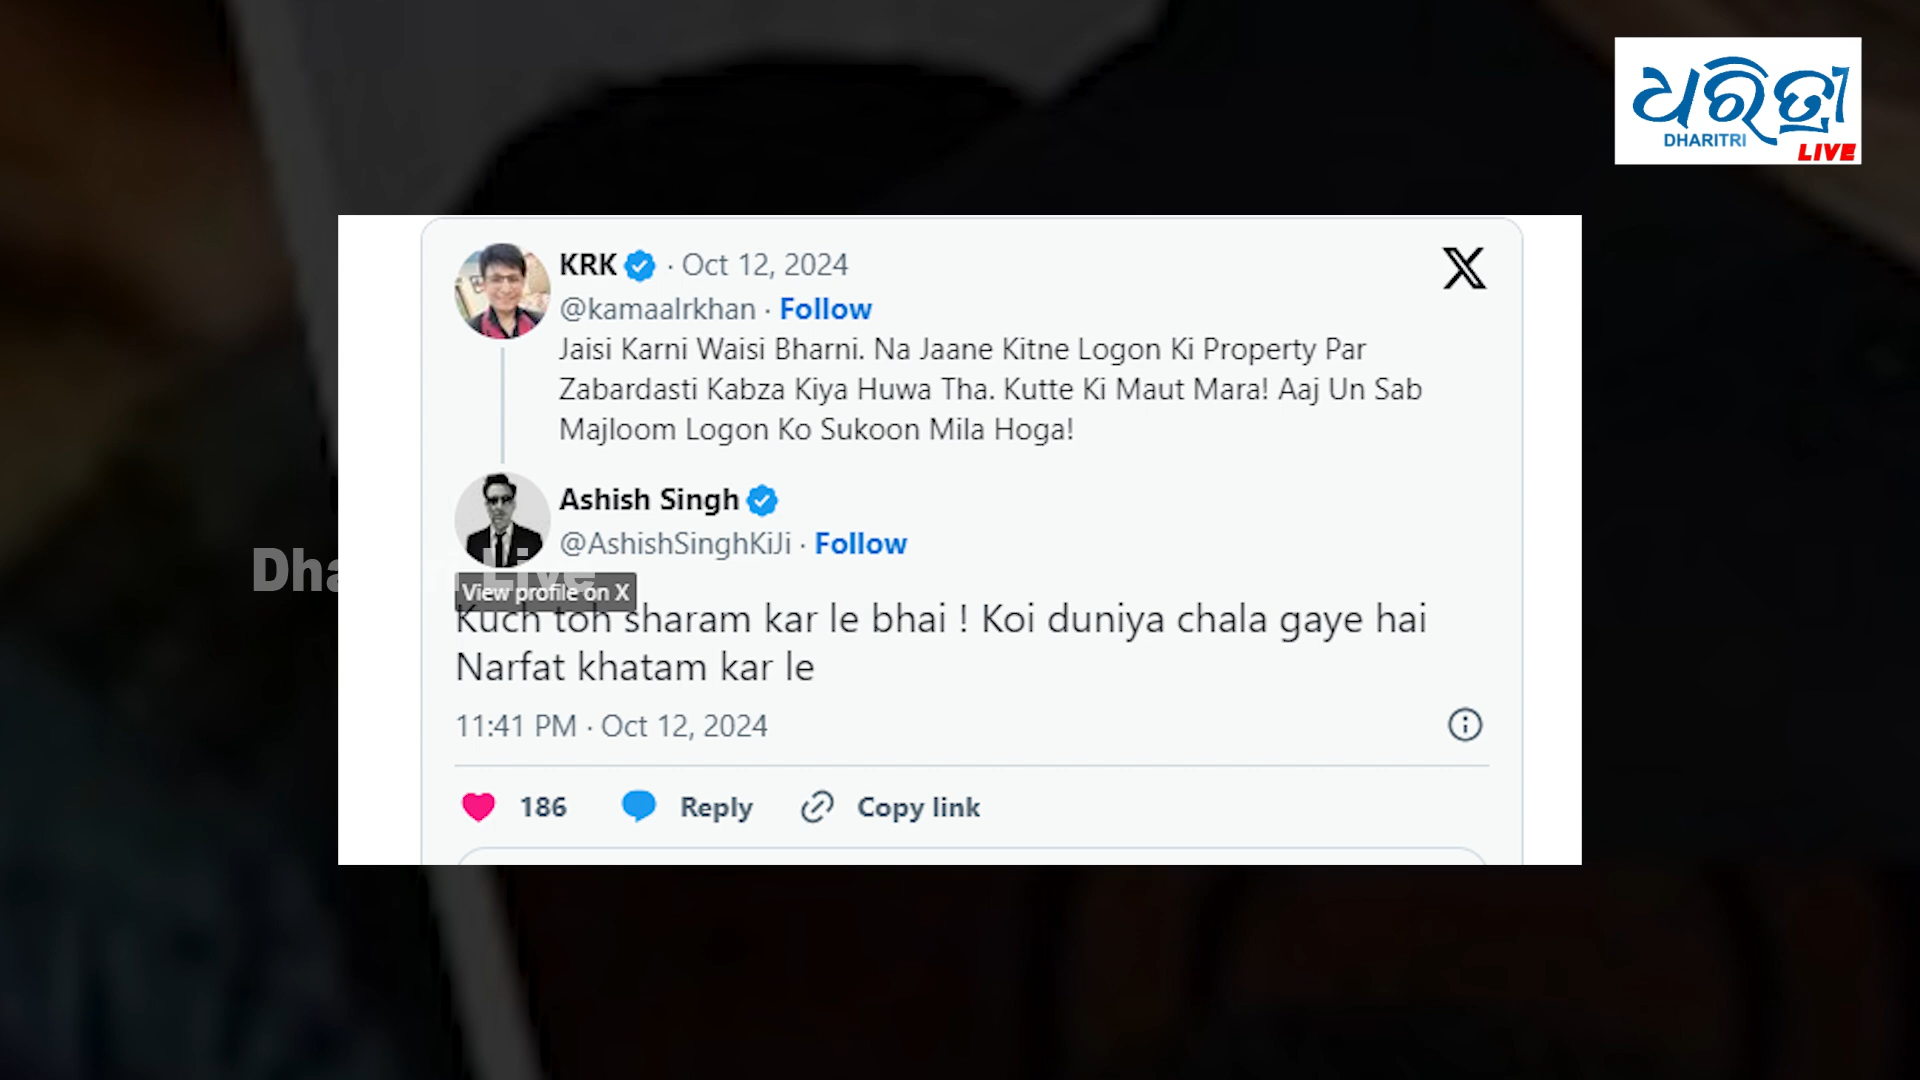 ଧରିତ୍ରୀ
DHARITRI
LIVE
KRK · Oct 12, 2024
@kamaalrkhan · Follow
Jaisi Karni Waisi Bharni. Na Jaane Kitne Logon Ki Property Par
Zabardasti Kabza Kiya Huwa Tha. Kutte Ki Maut Mara! Aaj Un Sab
Majloom Logon Ko Sukoon Mila Hoga!
Ashish Singh
@AshishSinghKiJi · Follow
View profile on X
Kuch toh sharam kar le bhai ! Koi duniya chala gaye hai
Narfat khatam kar le
11:41 PM · Oct 12, 2024
186 Reply Copy link
Live